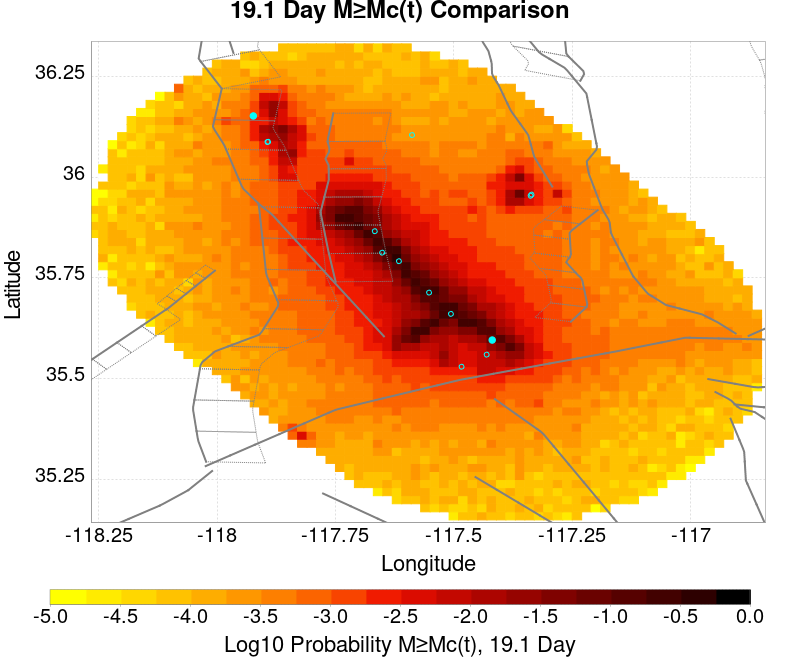 19.1 Day M≥Mc(t) Comparison
36.25
36
35.75
35.5
35.25
Latitude
-118.25 -118 -117.75 -117.5 -117.25 -117
Longitude
-5.0 -4.5 -4.0 -3.5 -3.0 -2.5 -2.0 -1.5 -1.0 -0.5 0.0
Log10 Probability M≥Mc(t), 19.1 Day